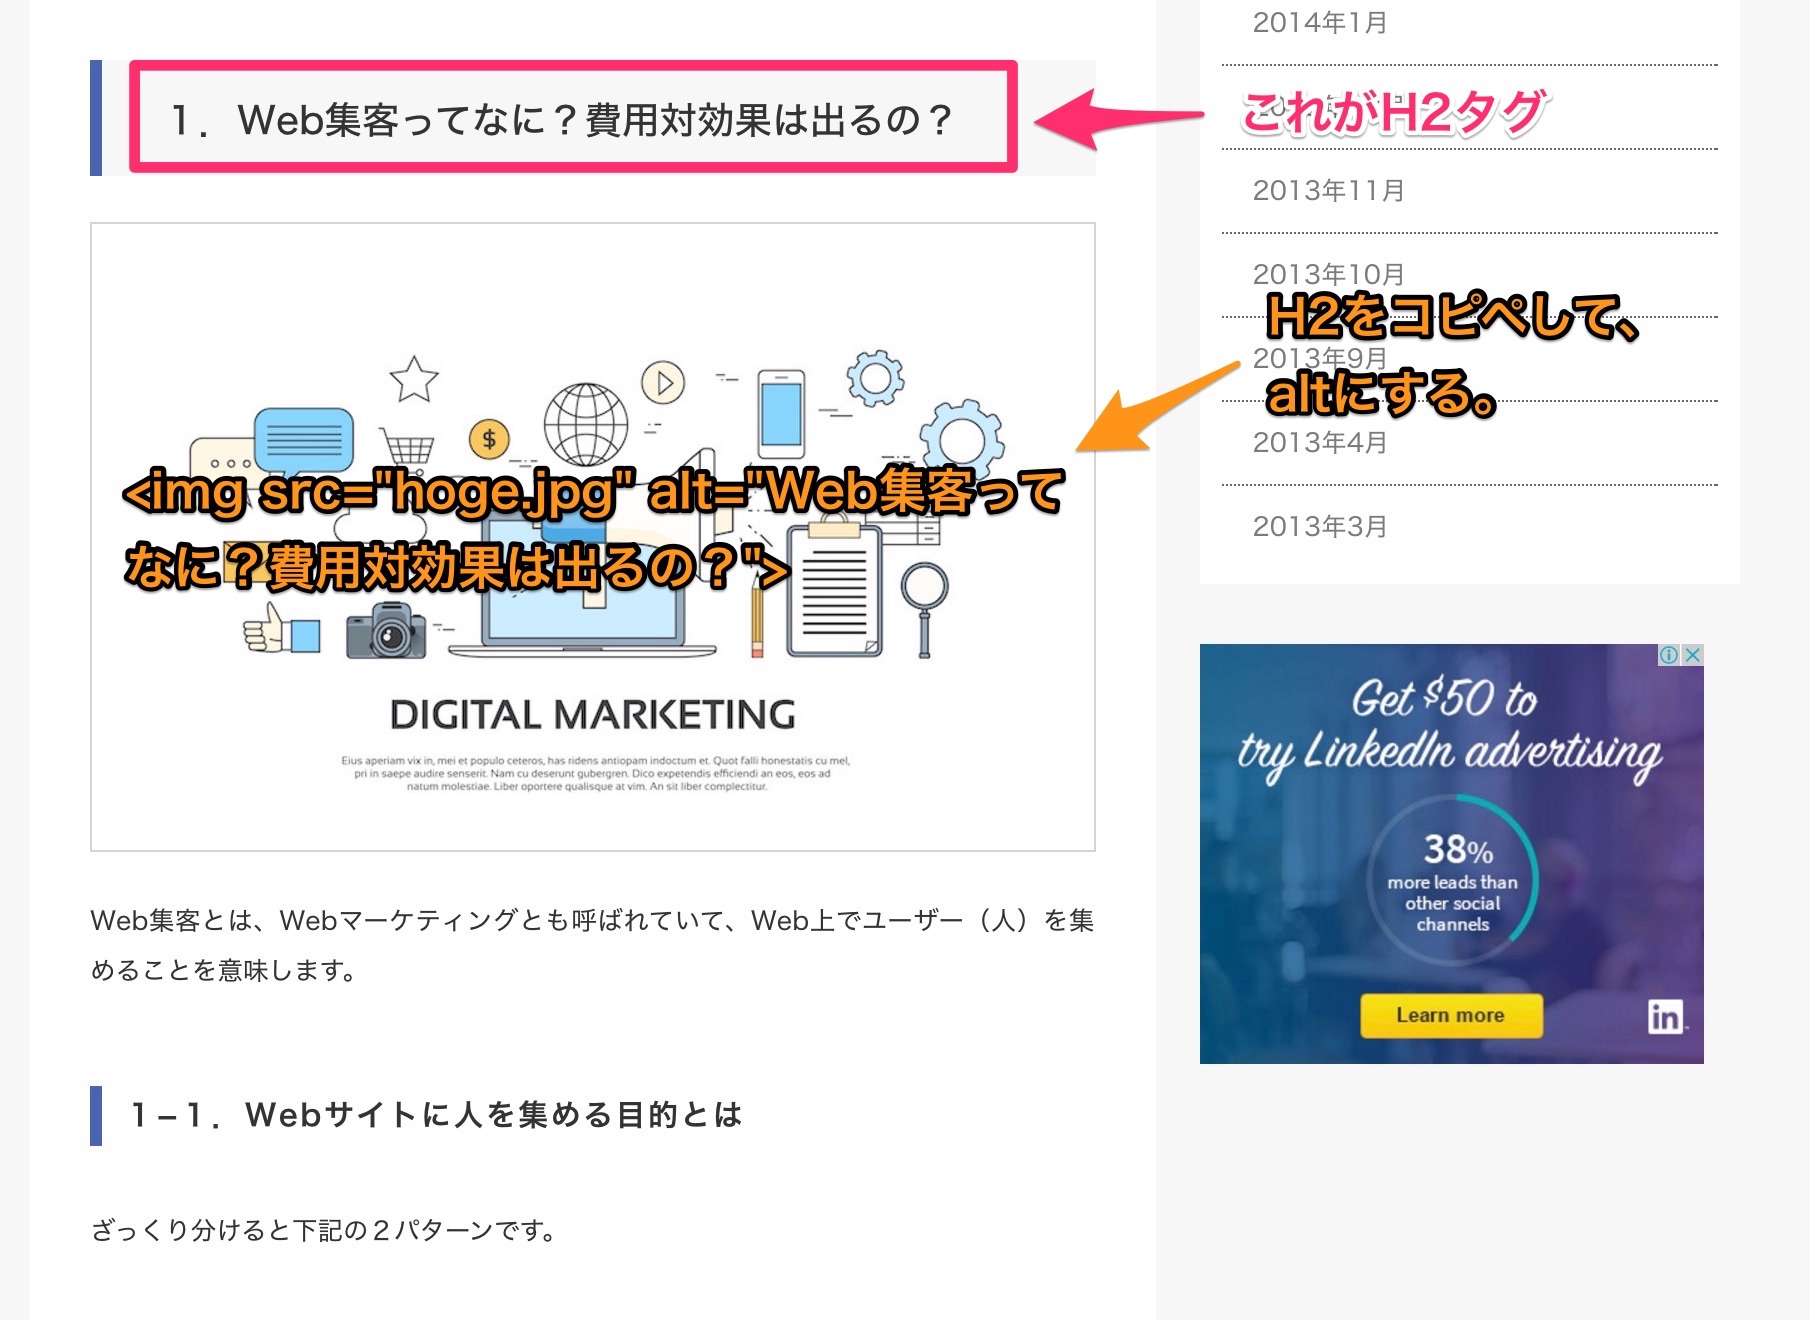 1．Web集客ってなに？費用対効果は出るの？
これがH2タグ
<img src="hoge.jpg" alt="Web集客って
なに？費用対効果は出るの？">
H2をコピペして、
altにする。
DIGITAL MARKETING
Eius aperiam vix in, mei et populo ceteros, has ridens antiopam indoctum et. Quot falli honestatis cu mel,
pri in saepe audire senserit. Nam cu deserunt gubergren. Dico expetendis efficiendi an eos, eos ad
natum molestiae. Liber oportere qualisque at vim. An sit liber complectitur.
Web集客とは、Webマーケティングとも呼ばれていて、Web上でユーザー（人）を集
めることを意味します。
1−1．Webサイトに人を集める目的とは
ざっくり分けると下記の２パターンです。
2014年1月
2013年11月
2013年10月
2013年9月
2013年4月
2013年3月
Get $50 to
try LinkedIn advertising
38%
more leads than
other social
channels
Learn more
in